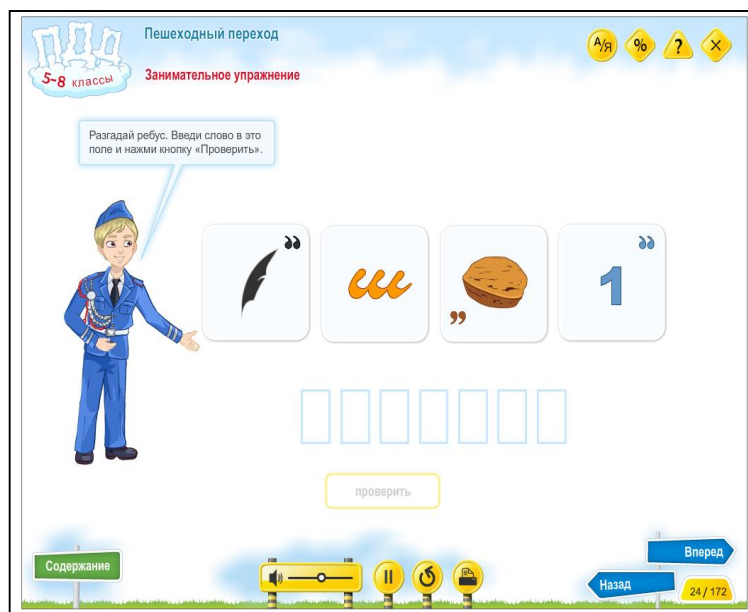 ПДД
5-8 классы
Пешеходный переход
Занимательное упражнение
А/Я % ? ×
Разгадай ребус. Введи слово в это
поле и нажми кнопку «Проверить».
,, ш ,, ,, 1
проверить
Содержание
Вперед
Назад
24 / 172